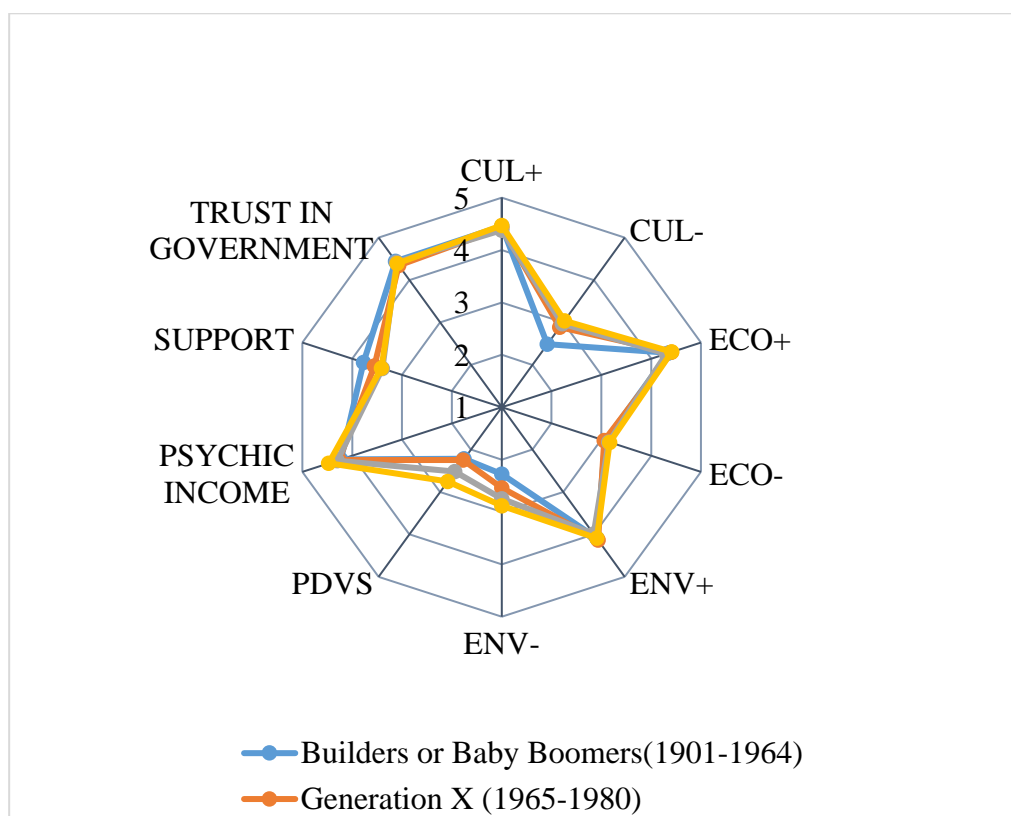 CUL+
5
TRUST IN
GOVERNMENT
CUL-
4
3
SUPPORT
ECO+
2
1
PSYCHIC
INCOME
ECO-
PDVS
ENV+
ENV-
Builders or Baby Boomers(1901-1964)
Generation X (1965-1980)